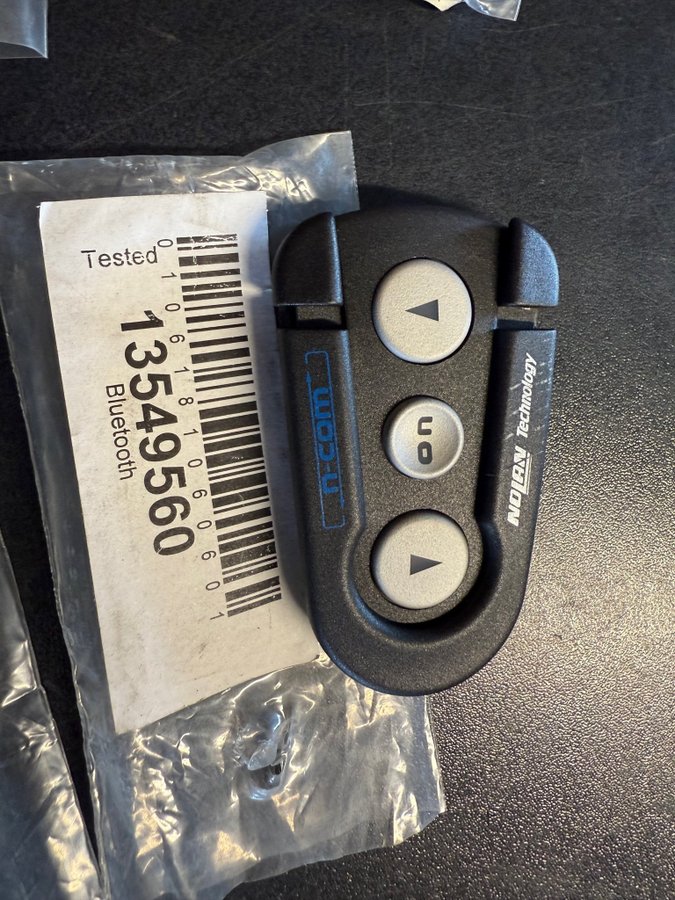 Tested
0106181060601
13549560
Bluetooth
n-com
on
NOLAN Technology